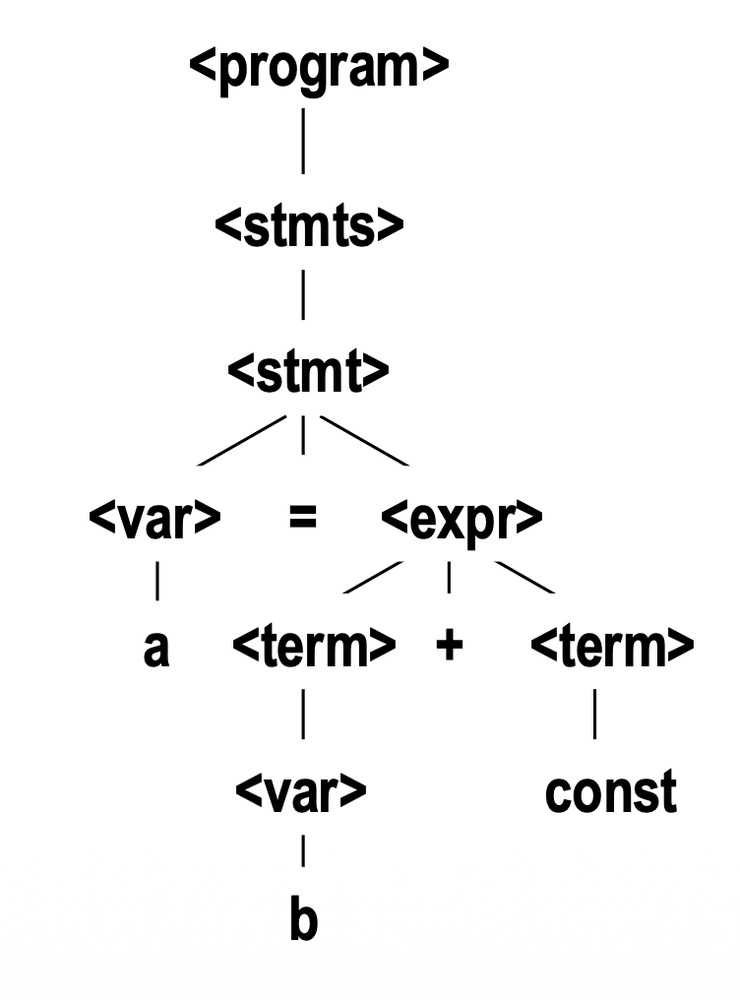 <program>
<stmts>
<stmt>
<var> = <expr>
a <term> + <term>
<var> const
b